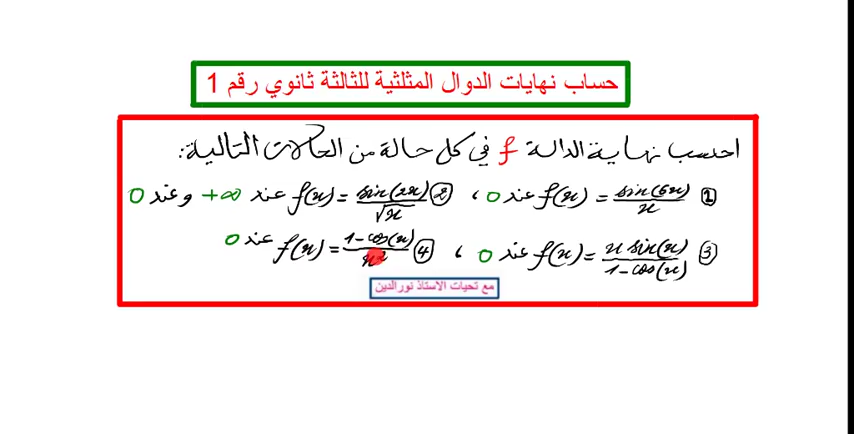 حساب نهايات الدوال المثلثية للثالثة ثانوي رقم 1
احسب نهاية الدالة f في كل حالة من الحالات التالية:
① f(x) = sin(6x)/x عند 0 ، ② f(x) = sin(2x)/√x عند +∞ وعند 0
③ f(x) = x sin(x)/1-cos(x) عند 0 ، ④ f(x) = 1-cos(x)/x² عند 0
مع تحيات الاستاذ نورالدين